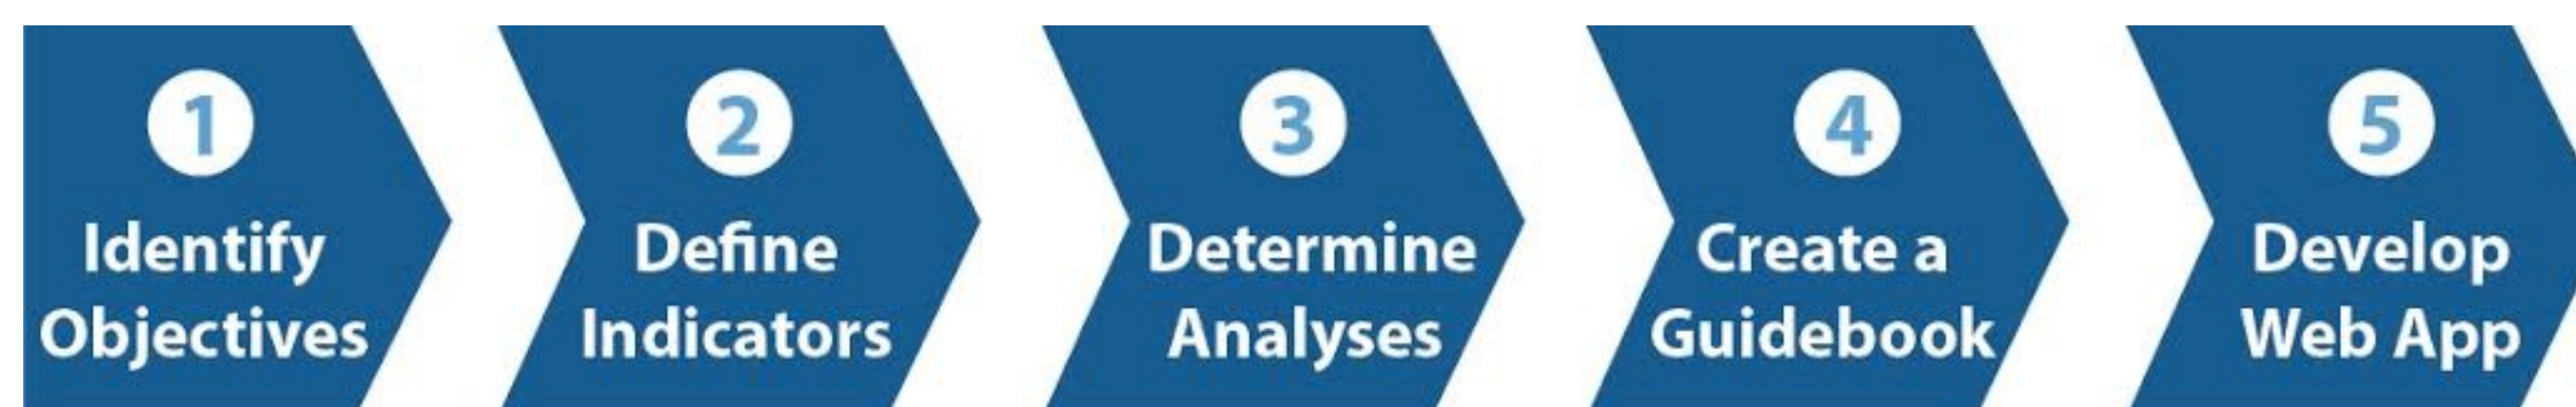 1
Identify
Objectives
2
Define
Indicators
3
Determine
Analyses
4
Create a
Guidebook
5
Develop
Web App